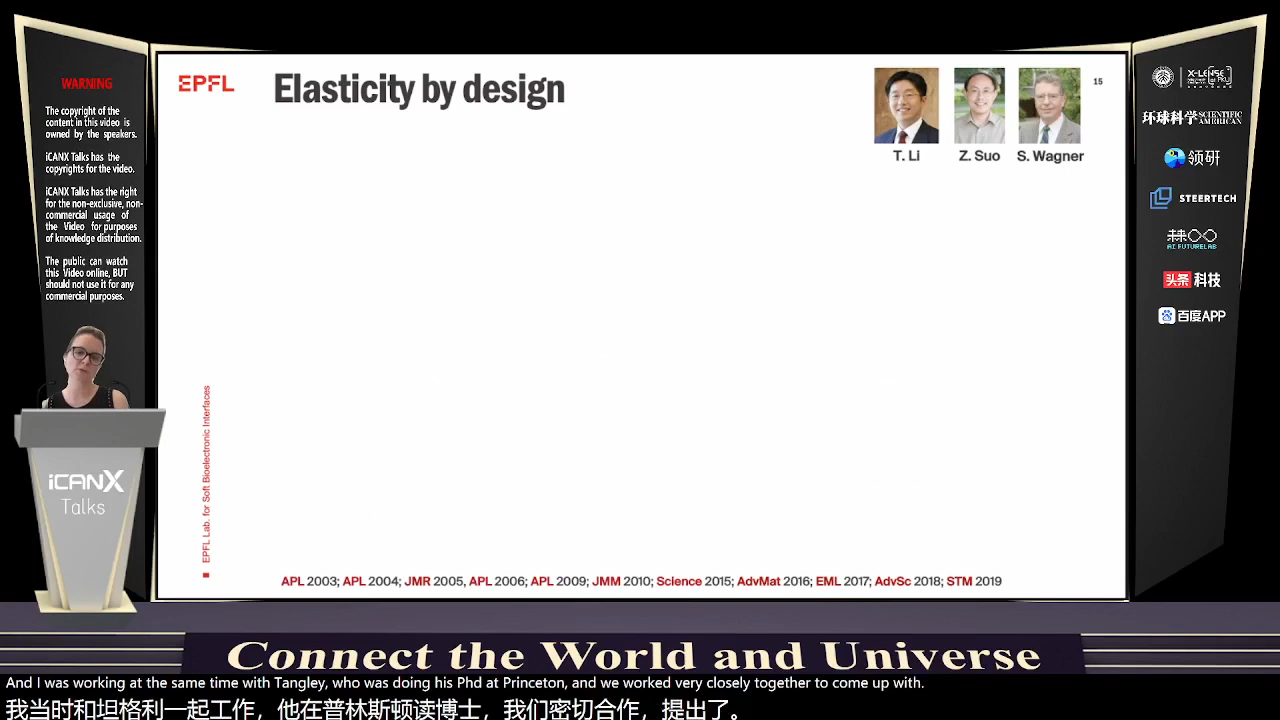 WARNING
The copyright of the
content in this video is
owned by the speakers.
iCANX Talks has the
copyrights for the video.
iCANX Talks has the right
for the non-exclusive, non-
commercial usage of
the Video for purposes
of knowledge distribution.
The public can watch
this Video online, BUT
should not use it for any
commercial purposes.
iCANX
Talks
EPFL
Elasticity by design
15
T. Li
Z. Suo
S. Wagner
EPFL Lab. for Soft Bioelectronic Interfaces
APL 2003; APL 2004; JMR 2005, APL 2006; APL 2009; JMM 2010; Science 2015; AdvMat 2016; EML 2017; AdvSc 2018; STM 2019
环球科学 SCIENTIFIC AMERICAN
领研
STEERTECH
AI FUTURELAB
头条 科技
百度APP
Connect the World and Universe
And I was working at the same time with Tangley, who was doing his Phd at Princeton, and we worked very closely together to come up with.
我当时和坦格利一起工作，他在普林斯顿读博士，我们密切合作，提出了。